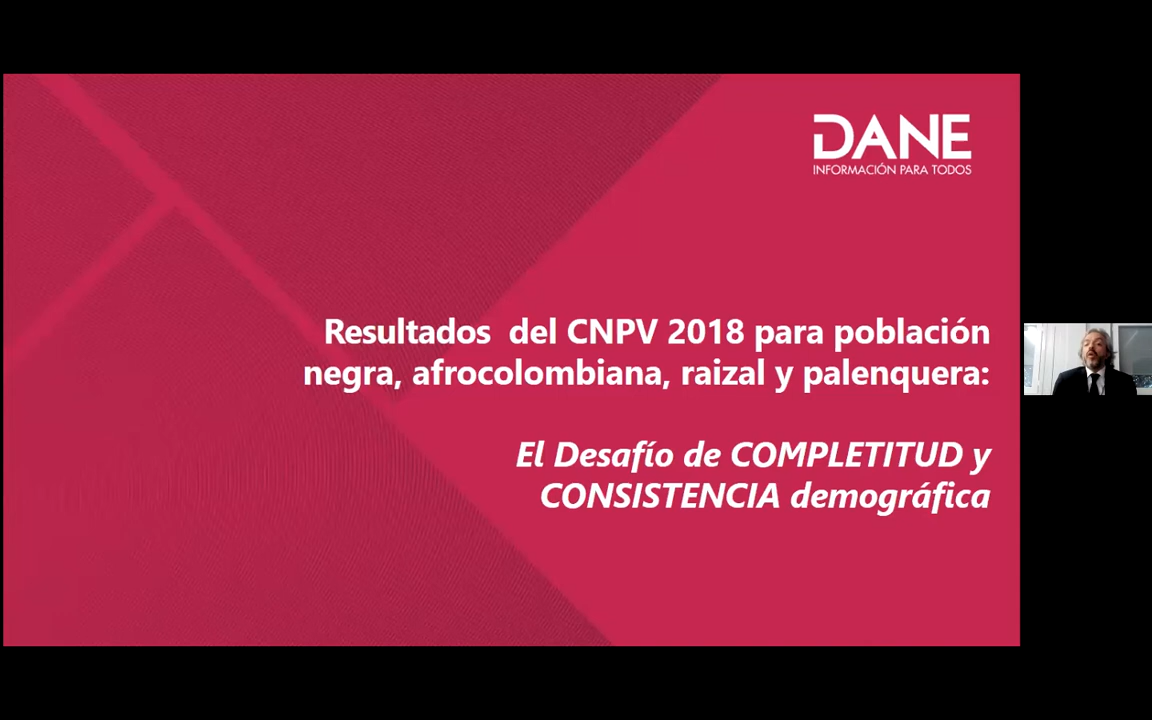 DANE
INFORMACIÓN PARA TODOS
Resultados del CNPV 2018 para población
negra, afrocolombiana, raizal y palenquera:
El Desafío de COMPLETITUD y
CONSISTENCIA demográfica